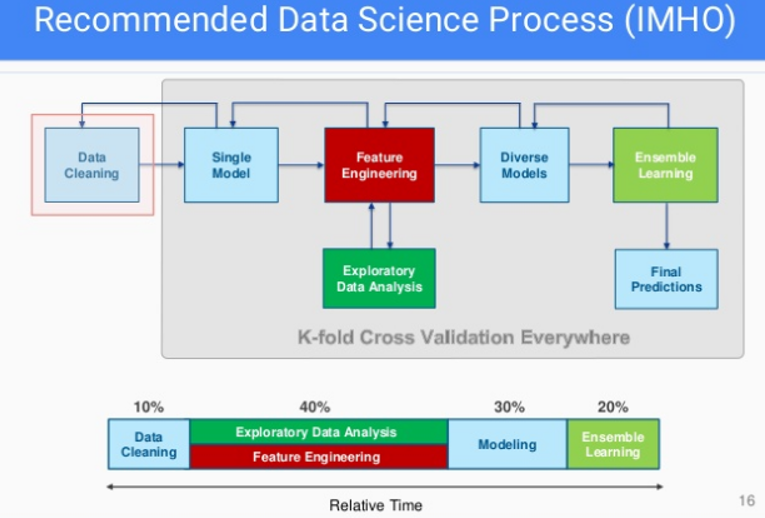 Recommended Data Science Process (IMHO)
Data
Cleaning
Single
Model
Feature
Engineering
Diverse
Models
Ensemble
Learning
Exploratory
Data Analysis
Final
Predictions
K-fold Cross Validation Everywhere
10%
40%
30%
20%
Data
Cleaning
Exploratory Data Analysis
Feature Engineering
Modeling
Ensemble
Learning
Relative Time
16